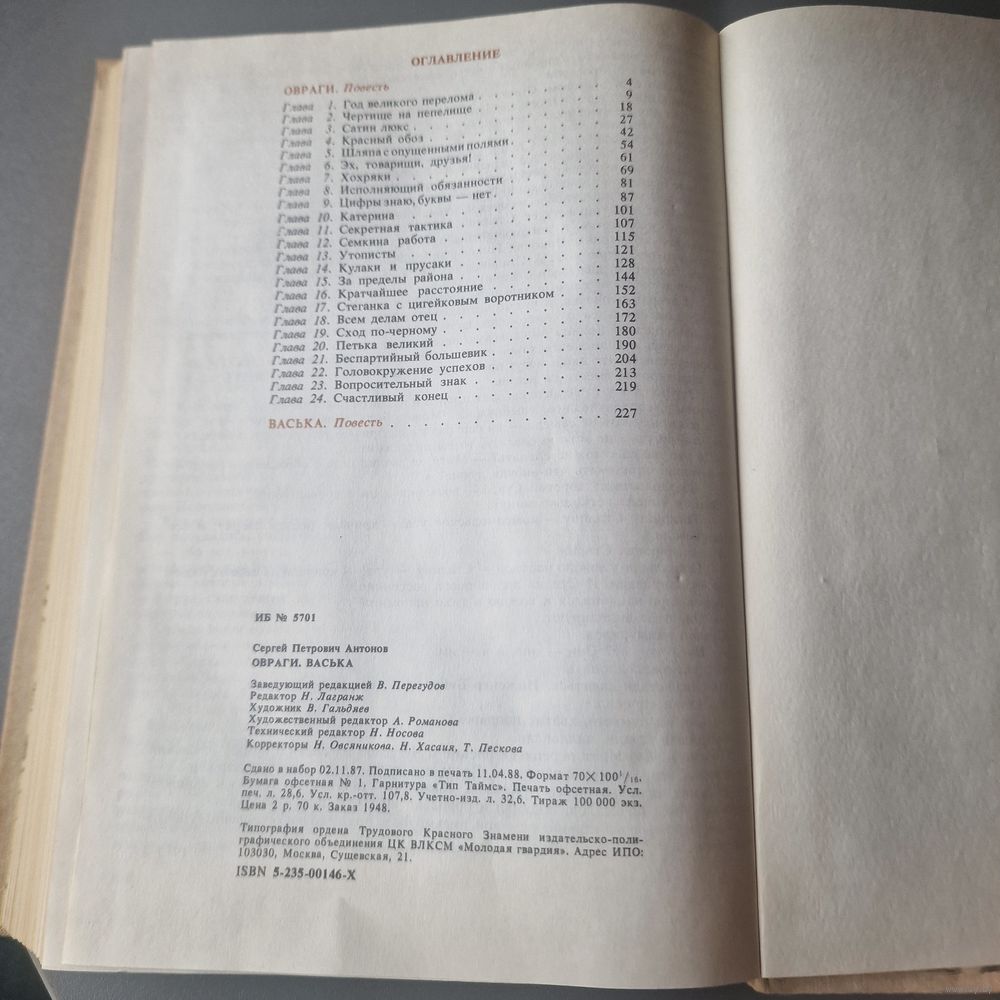 ОГЛАВЛЕНИЕ
ОВРАГИ. Повесть
Глава 1. Год великого перелома . . . . . . . 4
Глава 2. Чертище на пепелище . . . . . . . 9
Глава 3. Сатин люкс . . . . . . . . . . 18
Глава 4. Красный обоз . . . . . . . . . 27
Глава 5. Шляпа с опущенными полями . . . . . 42
Глава 6. Эх, товарищи, друзья! . . . . . . . 54
Глава 7. Хохряки . . . . . . . . . . . 61
Глава 8. Исполняющий обязанности . . . . . . 69
Глава 9. Цифры знаю, буквы — нет . . . . . . 81
Глава 10. Катерина . . . . . . . . . . . 87
Глава 11. Секретная тактика . . . . . . . . 101
Глава 12. Семкина работа . . . . . . . . . 107
Глава 13. Утописты . . . . . . . . . . . 115
Глава 14. Кулаки и прусаки . . . . . . . . 121
Глава 15. За пределы района . . . . . . . . 128
Глава 16. Кратчайшее расстояние . . . . . . . 144
Глава 17. Стеганка с цигейковым воротником . . . 152
Глава 18. Всем делам отец . . . . . . . . . 163
Глава 19. Сход по-черному . . . . . . . . . 172
Глава 20. Петька великий . . . . . . . . . 180
Глава 21. Беспартийный большевик . . . . . . 190
Глава 22. Головокружение успехов . . . . . . . 204
Глава 23. Вопросительный знак . . . . . . . . 213
Глава 24. Счастливый конец . . . . . . . . . 219
ВАСЬКА. Повесть . . . . . . . . . . . . 227
ИБ № 5701
Сергей Петрович Антонов
ОВРАГИ. ВАСЬКА
Заведующий редакцией В. Перегудов
Редактор Н. Лагранж
Художник В. Гальдяев
Художественный редактор А. Романова
Технический редактор Н. Носова
Корректоры Н. Овсяникова. Н. Хасаия, Т. Пескова
Сдано в набор 02.11.87. Подписано в печать 11.04.88. Формат 70×100¹/₁₆.
Бумага офсетная № 1. Гарнитура «Тип Таймс». Печать офсетная. Усл.
печ. л. 28,6. Усл. кр.-отт. 107,8. Учетно-изд. л. 32,6. Тираж 100 000 экз.
Цена 2 р. 70 к. Заказ 1948.
Типография ордена Трудового Красного Знамени издательско-поли-
графического объединения ЦК ВЛКСМ «Молодая гвардия». Адрес ИПО:
103030, Москва, Сущевская, 21.
ISBN 5-235-00146-X